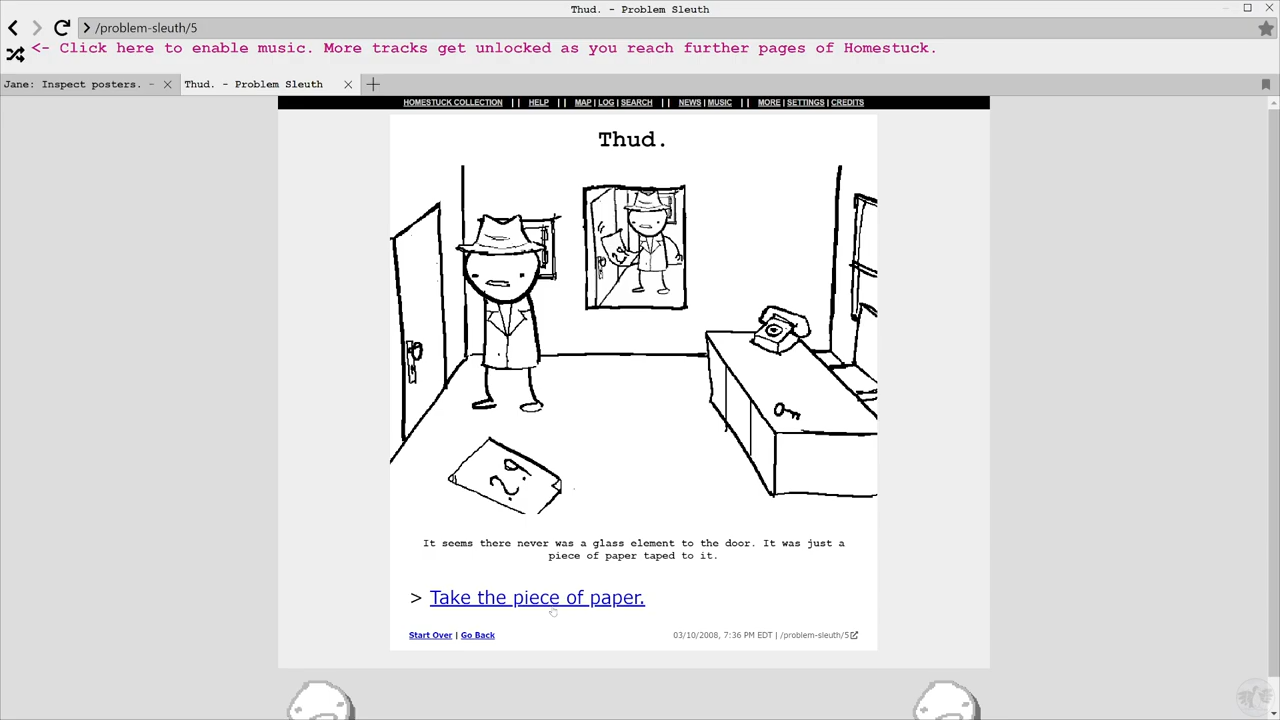 Thud. - Problem Sleuth
/problem-sleuth/5
<- Click here to enable music. More tracks get unlocked as you reach further pages of Homestuck.
Jane: Inspect posters. -
Thud. - Problem Sleuth
HOMESTUCK COLLECTION || HELP || MAP | LOG | SEARCH || NEWS | MUSIC || MORE | SETTINGS | CREDITS
Thud.
It seems there never was a glass element to the door. It was just a
piece of paper taped to it.
> Take the piece of paper.
Start Over | Go Back
03/10/2008, 7:36 PM EDT | /problem-sleuth/5